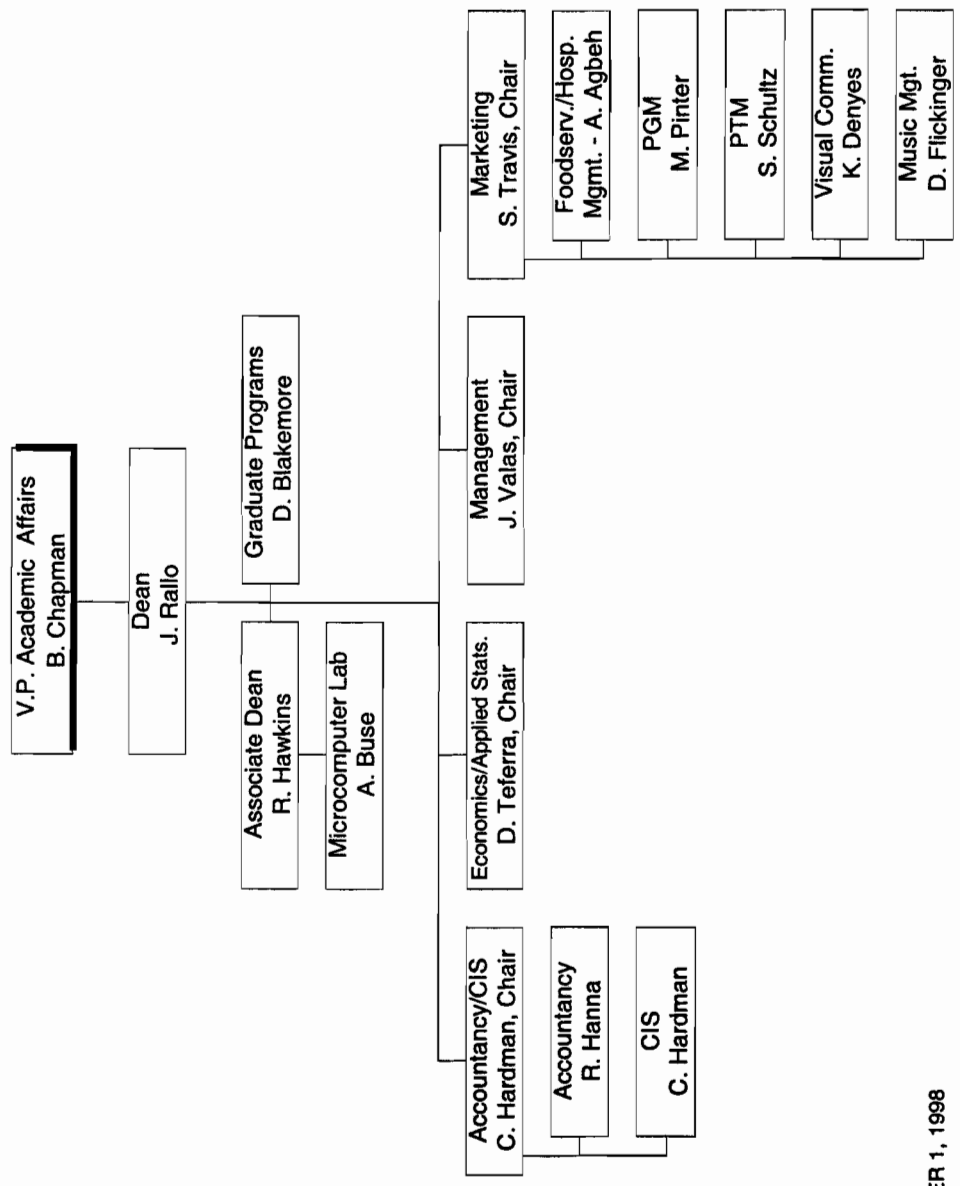 V.P. Academic Affairs
B. Chapman
Dean
J. Rallo
Associate Dean
R. Hawkins
Graduate Programs
D. Blakemore
Microcomputer Lab
A. Buse
Accountancy/CIS
C. Hardman, Chair
Accountancy
R. Hanna
CIS
C. Hardman
Economics/Applied Stats.
D. Teferra, Chair
Management
J. Valas, Chair
Marketing
S. Travis, Chair
Foodserv./Hosp.
Mgmt. - A. Agbeh
PGM
M. Pinter
PTM
S. Schultz
Visual Comm.
K. Denyes
Music Mgt.
D. Flickinger
ER 1, 1998